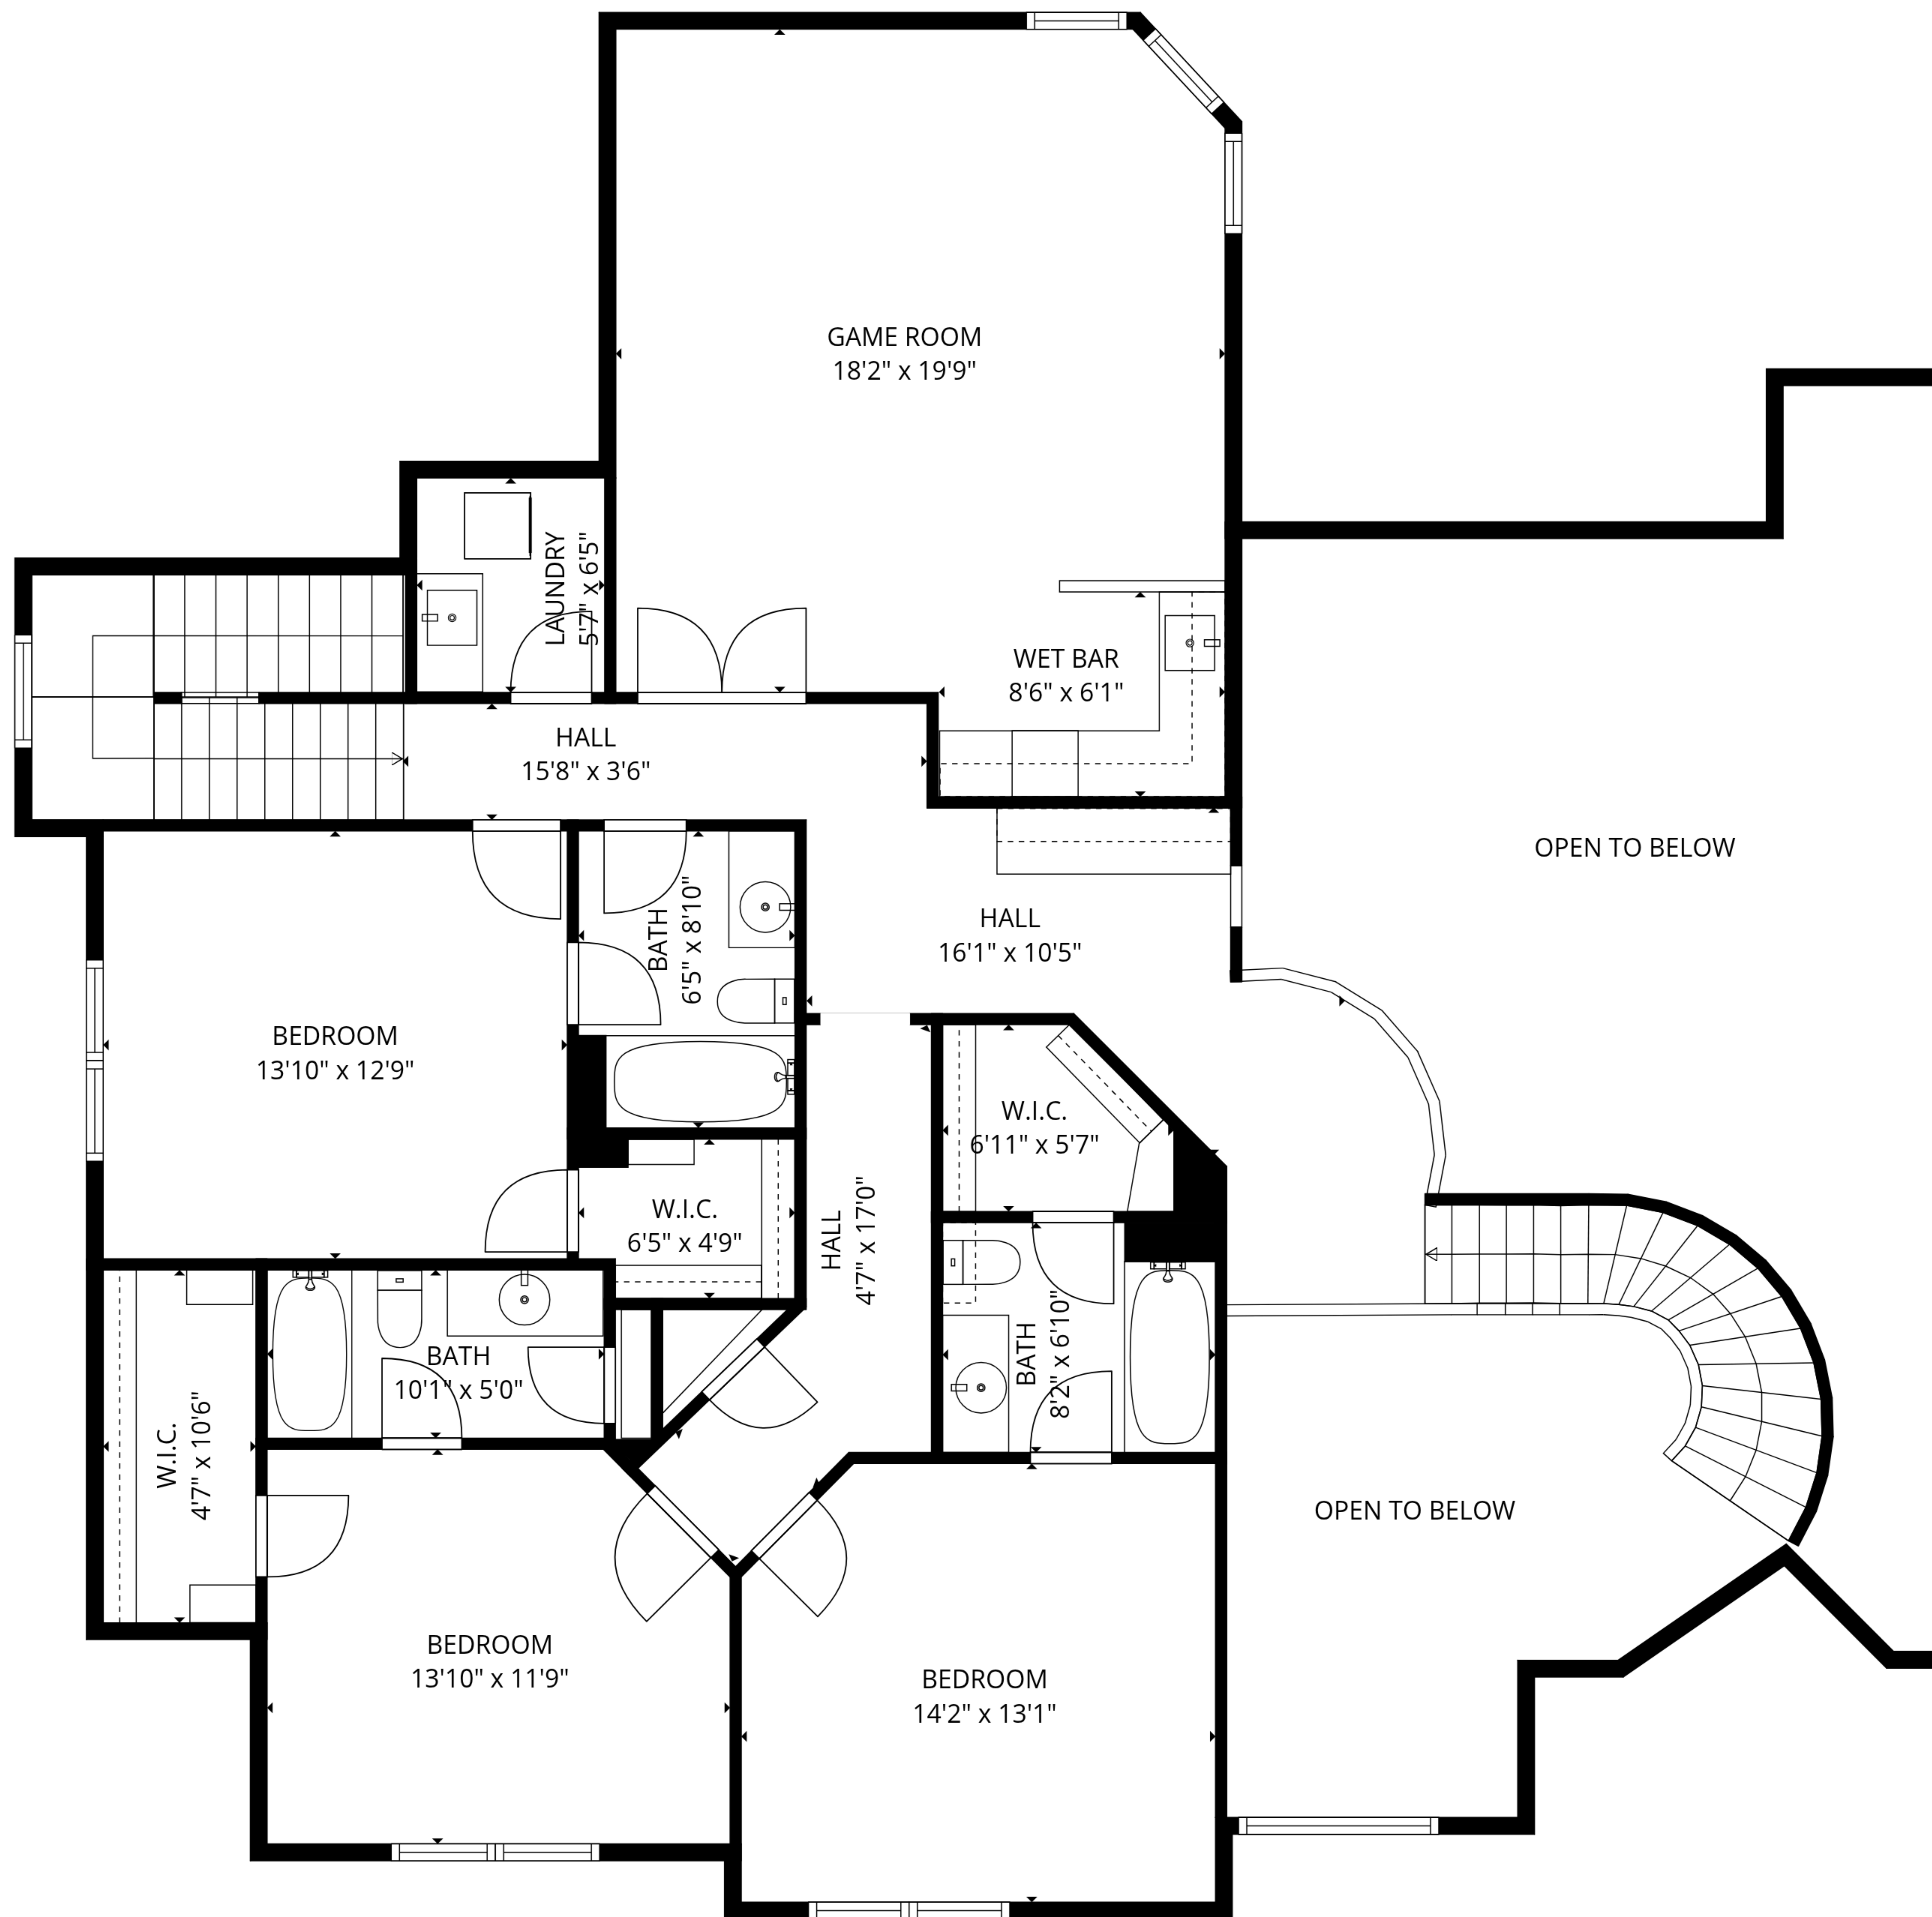 GAME ROOM
18'2" x 19'9"
LAUNDRY
5'7" x 6'5"
WET BAR
8'6" x 6'1"
HALL
15'8" x 3'6"
OPEN TO BELOW
BATH
6'5" x 8'10"
HALL
16'1" x 10'5"
BEDROOM
13'10" x 12'9"
W.I.C.
6'11" x 5'7"
W.I.C.
6'5" x 4'9"
HALL
4'7" x 17'0"
BATH
10'1" x 5'0"
BATH
8'2" x 6'10"
W.I.C.
4'7" x 10'6"
OPEN TO BELOW
BEDROOM
13'10" x 11'9"
BEDROOM
14'2" x 13'1"